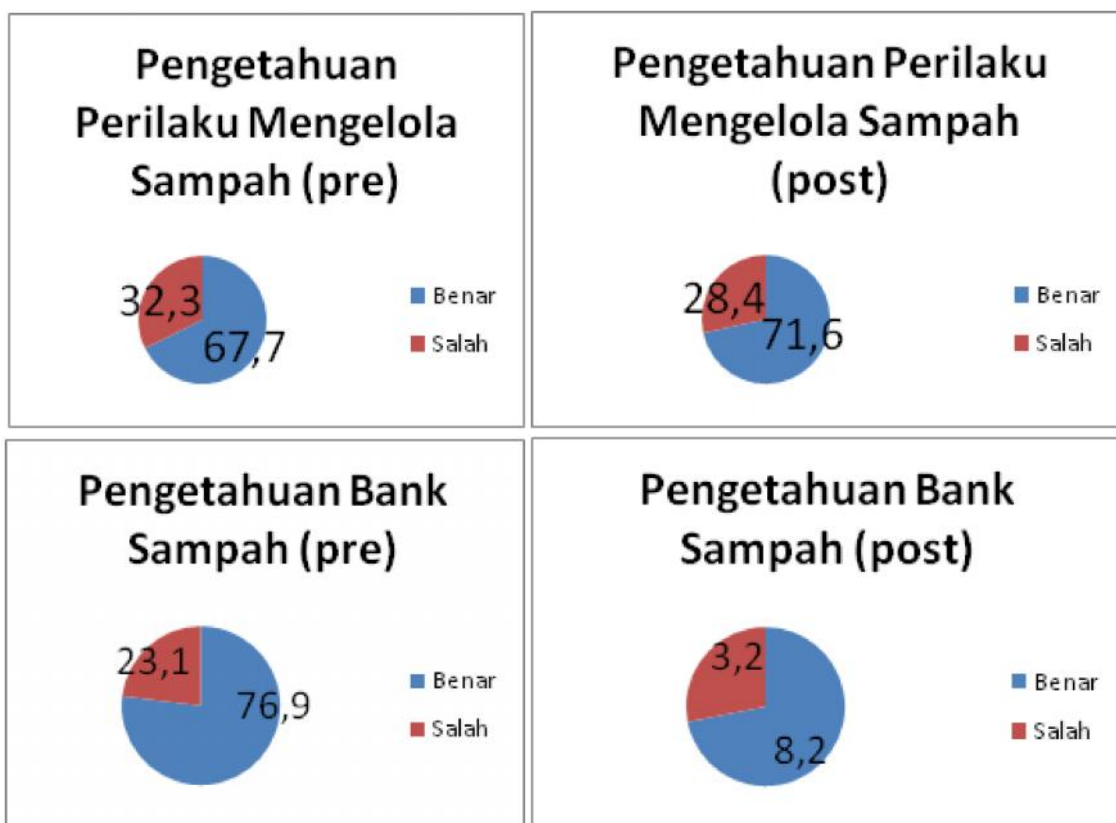 Pengetahuan
Perilaku Mengelola
Sampah (pre)
32,3
67,7
Benar
Salah
Pengetahuan Perilaku
Mengelola Sampah
(post)
28,4
71,6
Benar
Salah
Pengetahuan Bank
Sampah (pre)
23,1
76,9
Benar
Salah
Pengetahuan Bank
Sampah (post)
3,2
8,2
Benar
Salah